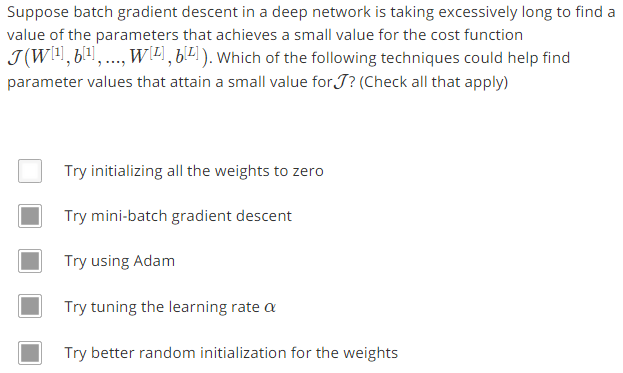 Suppose batch gradient descent in a deep network is taking excessively long to find a
value of the parameters that achieves a small value for the cost function
𝒥(W^[1], b^[1], ..., W^[L], b^[L]). Which of the following techniques could help find
parameter values that attain a small value for 𝒥? (Check all that apply)
Try initializing all the weights to zero
Try mini-batch gradient descent
Try using Adam
Try tuning the learning rate α
Try better random initialization for the weights